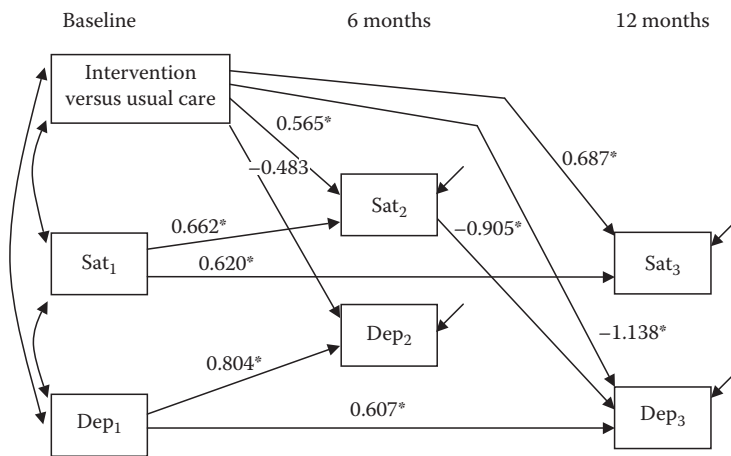 Baseline 6 months 12 months
Intervention
versus usual care
0.565*
0.687*
−0.483
Sat₂
0.662*
−0.905*
Sat₁
0.620*
Sat₃
Dep₂
−1.138*
0.804*
Dep₁
0.607*
Dep₃